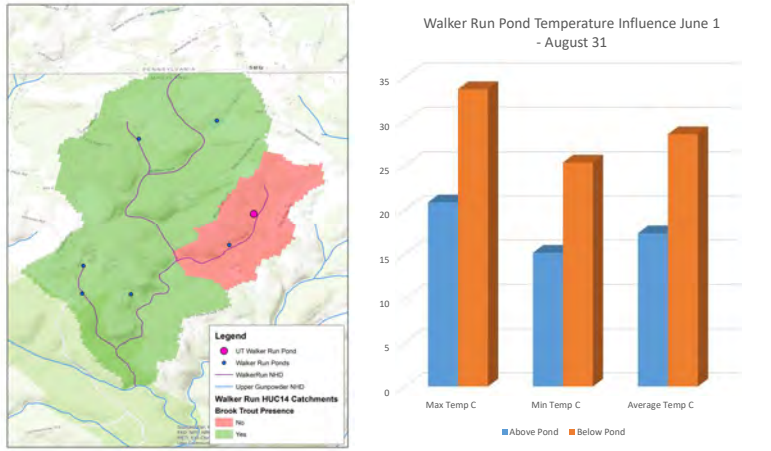 PENNSYLVANIA
Legend
UT Walker Run Pond
Walker Run Ponds
WalkerRun NHD
Upper Gunpowder NHD
Walker Run HUC14 Catchments
Brook Trout Presence
No
Yes
Walker Run Pond Temperature Influence June 1
- August 31
35
30
25
20
15
10
5
0
Max Temp C
Min Temp C
Average Temp C
Above Pond
Below Pond